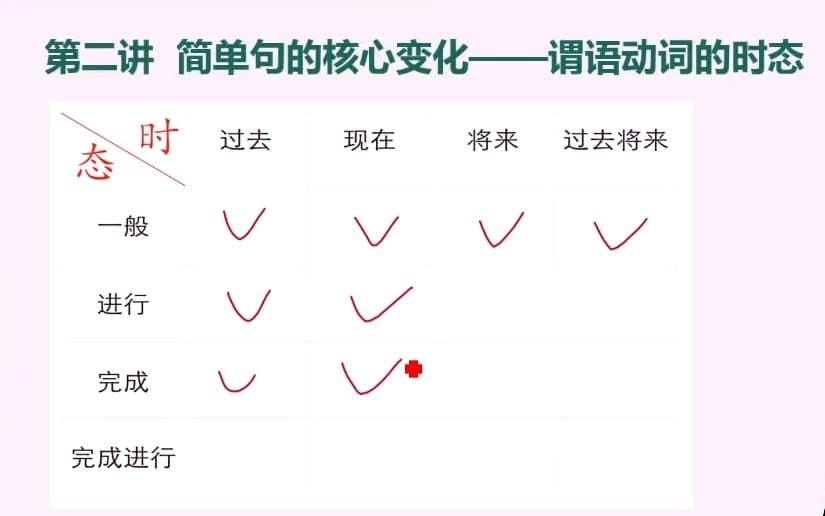 第二讲 简单句的核心变化——谓语动词的时态
时 态 过去 现在 将来 过去将来
一般
进行
完成
完成进行